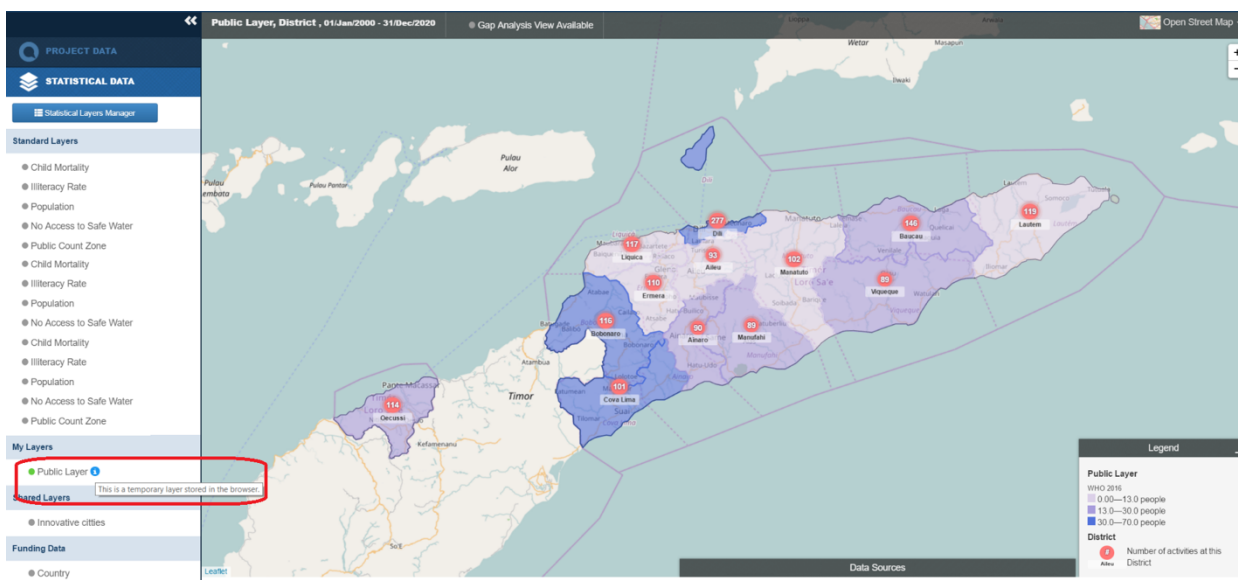 «
Public Layer, District , 01/Jan/2000 - 31/Dec/2020
Gap Analysis View Available
Open Street Map
PROJECT DATA
STATISTICAL DATA
Statistical Layers Manager
Standard Layers
Child Mortality
Illiteracy Rate
Population
No Access to Safe Water
Public Count Zone
Child Mortality
Illiteracy Rate
Population
No Access to Safe Water
Child Mortality
Illiteracy Rate
Population
No Access to Safe Water
Public Count Zone
My Layers
Public Layer
This is a temporary layer stored in the browser.
Shared Layers
Innovative citties
Funding Data
Country
Wetar
Masapun
Pulau
Alor
Pulau Pantar
Pulau
embata
Dili
277
Dili
117
Liquica
93
Aileu
102
Manatuto
146
Baucau
119
Lautem
110
Ermera
89
Viqueque
116
Bobonaro
90
Ainaro
89
Manufahi
101
Cova Lima
Suai
114
Oecussi
Atambua
Timor
Kefamenanu
So'E
Leaflet
Data Sources
Legend
Public Layer
WHO 2016
0.00—13.0 people
13.0—30.0 people
30.0—70.0 people
District
#
Aileu
Number of activities at this
District